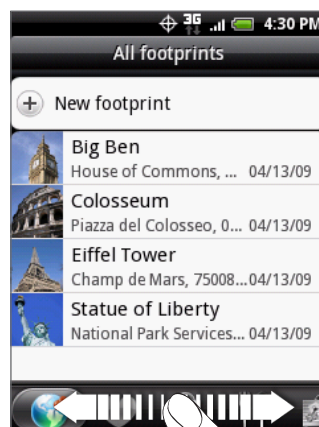 3G 4:30 PM
All footprints
New footprint
Big Ben
House of Commons, ... 04/13/09
Colosseum
Piazza del Colosseo, 0... 04/13/09
Eiffel Tower
Champ de Mars, 75008...04/13/09
Statue of Liberty
National Park Services... 04/13/09